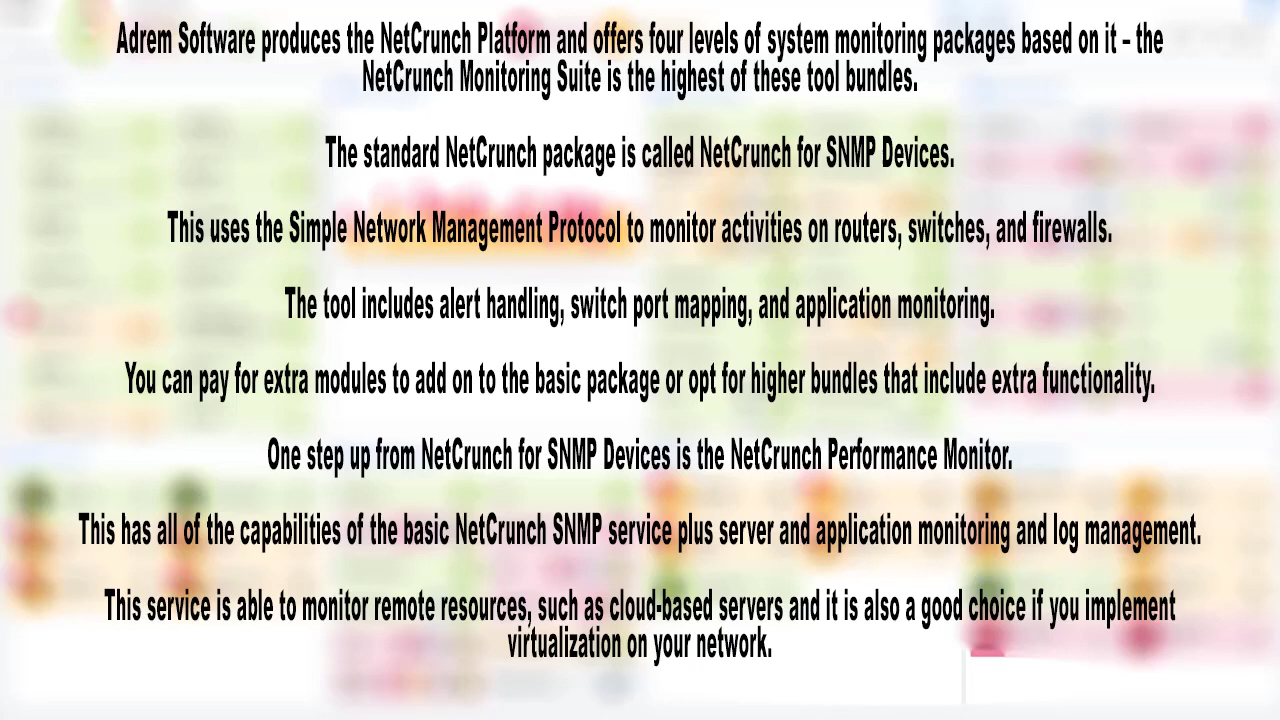 Adrem Software produces the NetCrunch Platform and offers four levels of system monitoring packages based on it – the
NetCrunch Monitoring Suite is the highest of these tool bundles.
The standard NetCrunch package is called NetCrunch for SNMP Devices.
This uses the Simple Network Management Protocol to monitor activities on routers, switches, and firewalls.
The tool includes alert handling, switch port mapping, and application monitoring.
You can pay for extra modules to add on to the basic package or opt for higher bundles that include extra functionality.
One step up from NetCrunch for SNMP Devices is the NetCrunch Performance Monitor.
This has all of the capabilities of the basic NetCrunch SNMP service plus server and application monitoring and log management.
This service is able to monitor remote resources, such as cloud-based servers and it is also a good choice if you implement
virtualization on your network.